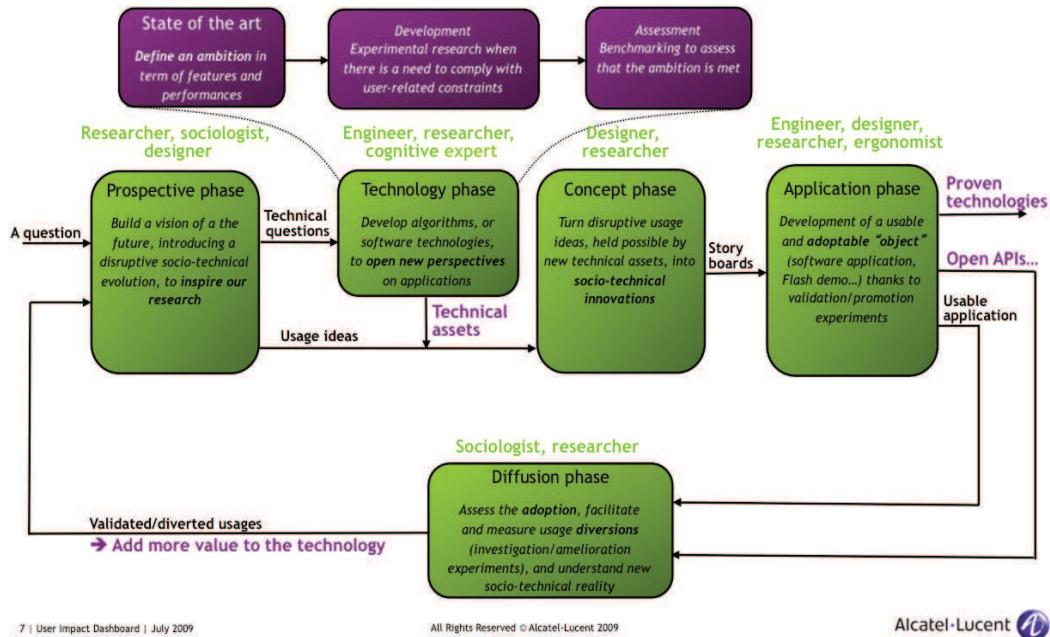 State of the art
Define an ambition in
term of features and
performances
Development
Experimental research when
there is a need to comply with
user-related constraints
Assessment
Benchmarking to assess
that the ambition is met
Researcher, sociologist,
designer
Engineer, researcher,
cognitive expert
Designer,
researcher
Engineer, designer,
researcher, ergonomist
A question
Prospective phase
Build a vision of a the
future, introducing a
disruptive socio-technical
evolution, to inspire our
research
Technical
questions
Technology phase
Develop algorithms, or
software technologies,
to open new perspectives
on applications
Technical
assets
Usage ideas
Concept phase
Turn disruptive usage
ideas, held possible by
new technical assets, into
socio-technical
innovations
Story
boards
Application phase
Development of a usable
and adoptable “object”
(software application,
Flash demo…) thanks to
validation/promotion
experiments
Proven
technologies
Open APIs…
Usable
application
Sociologist, researcher
Diffusion phase
Assess the adoption, facilitate
and measure usage diversions
(investigation/amelioration
experiments), and understand new
socio-technical reality
Validated/diverted usages
➔ Add more value to the technology
7 | User Impact Dashboard | July 2009
All Rights Reserved © Alcatel-Lucent 2009
Alcatel·Lucent